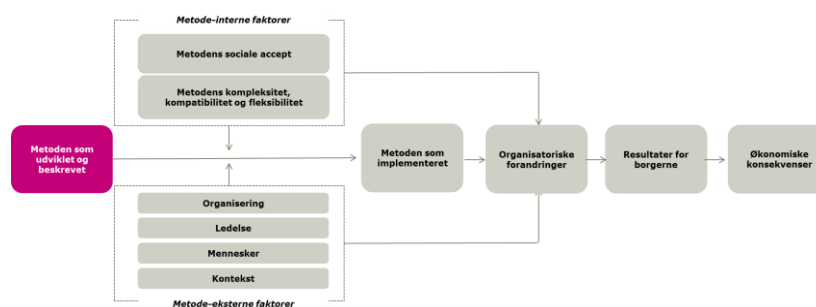 Metode-interne faktorer
Metodens sociale accept
Metodens kompleksitet,
kompatibilitet og fleksibilitet
Metoden som
udviklet og
beskrevet
Metoden som
implementeret
Organisatoriske
forandringer
Resultater for
borgerne
Økonomiske
konsekvenser
Organisering
Ledelse
Mennesker
Kontekst
Metode-eksterne faktorer